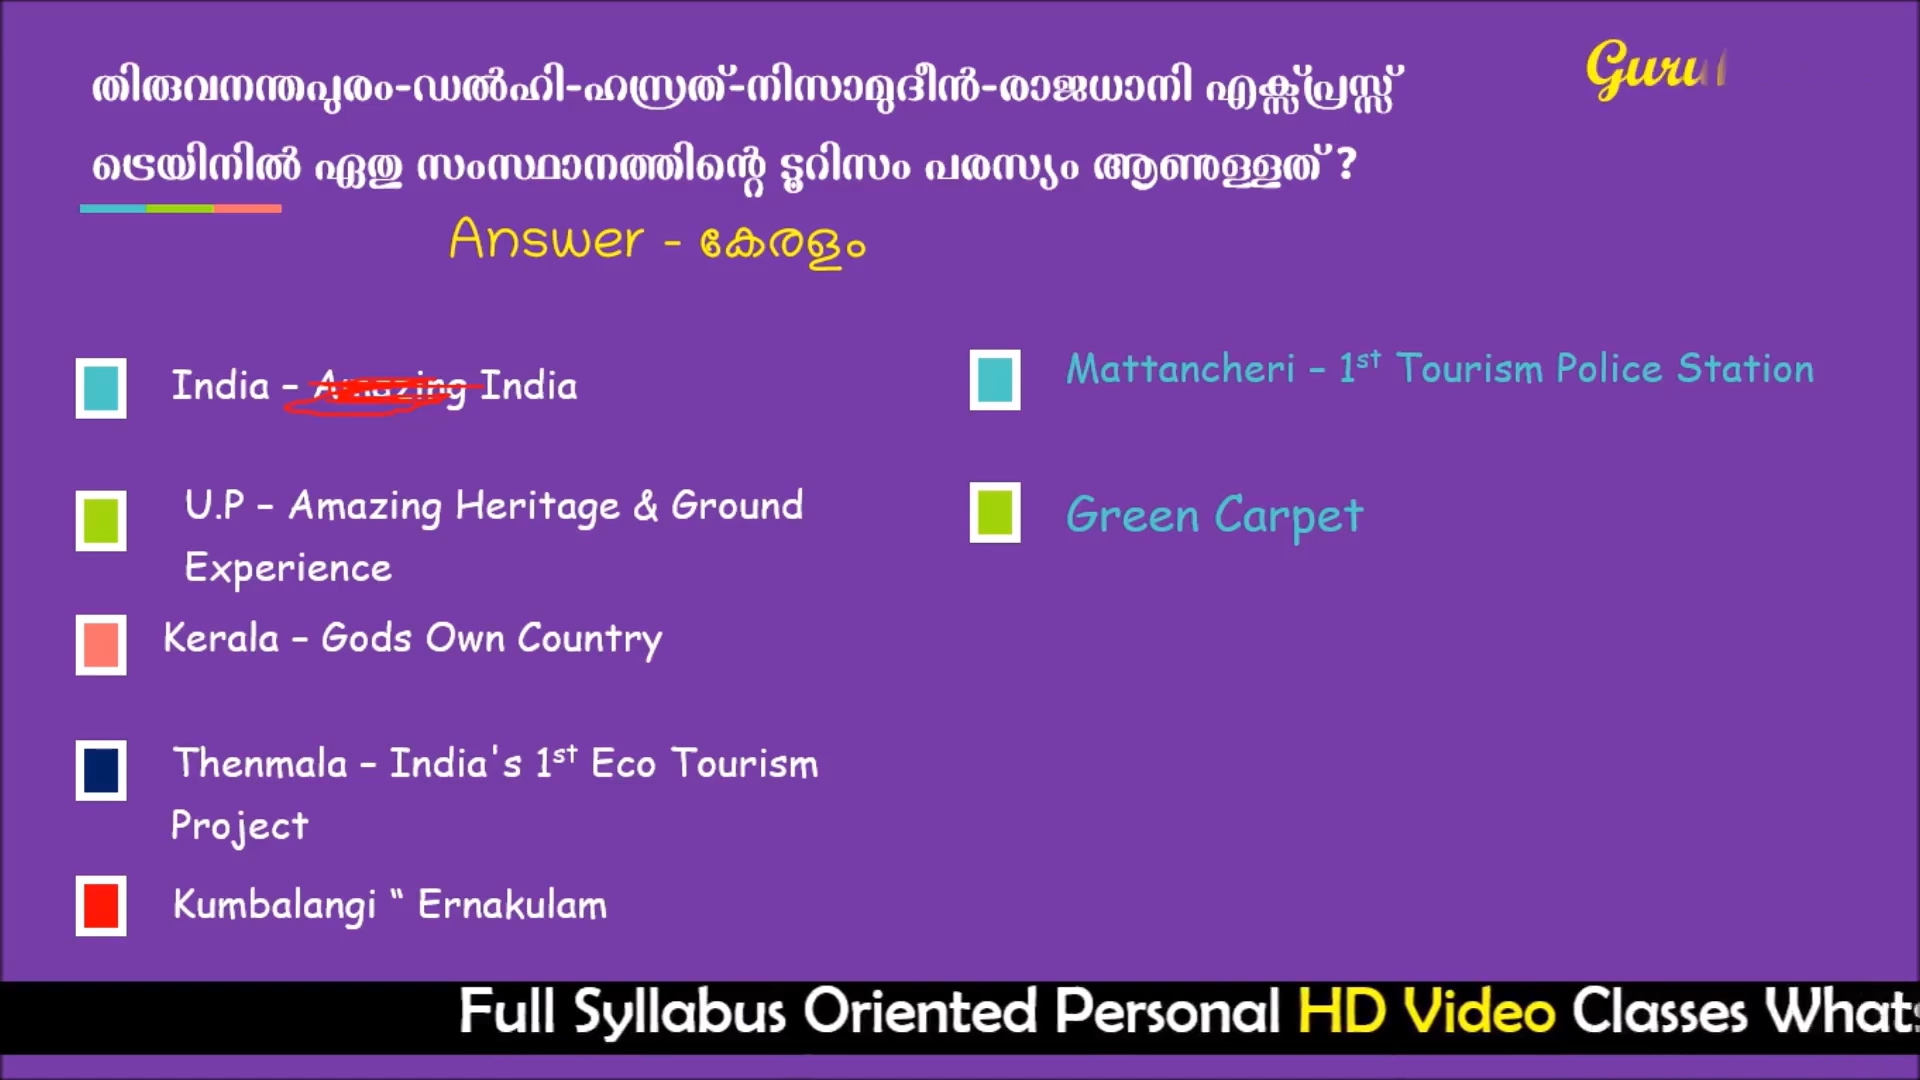 തിരുവനന്തപുരം-ഡൽഹി-ഹസ്രത്-നിസാമുദീൻ-രാജധാനി എക്സ്പ്രസ്സ്
ട്രെയിനിൽ ഏതു സംസ്ഥാനത്തിന്റെ ടൂറിസം പരസ്യം ആണുള്ളത് ?
Answer - കേരളം
India – Amazing India
U.P – Amazing Heritage & Ground
Experience
Kerala – Gods Own Country
Thenmala – India's 1st Eco Tourism
Project
Kumbalangi “ Ernakulam
Mattancheri – 1st Tourism Police Station
Green Carpet
Full Syllabus Oriented Personal HD Video Classes